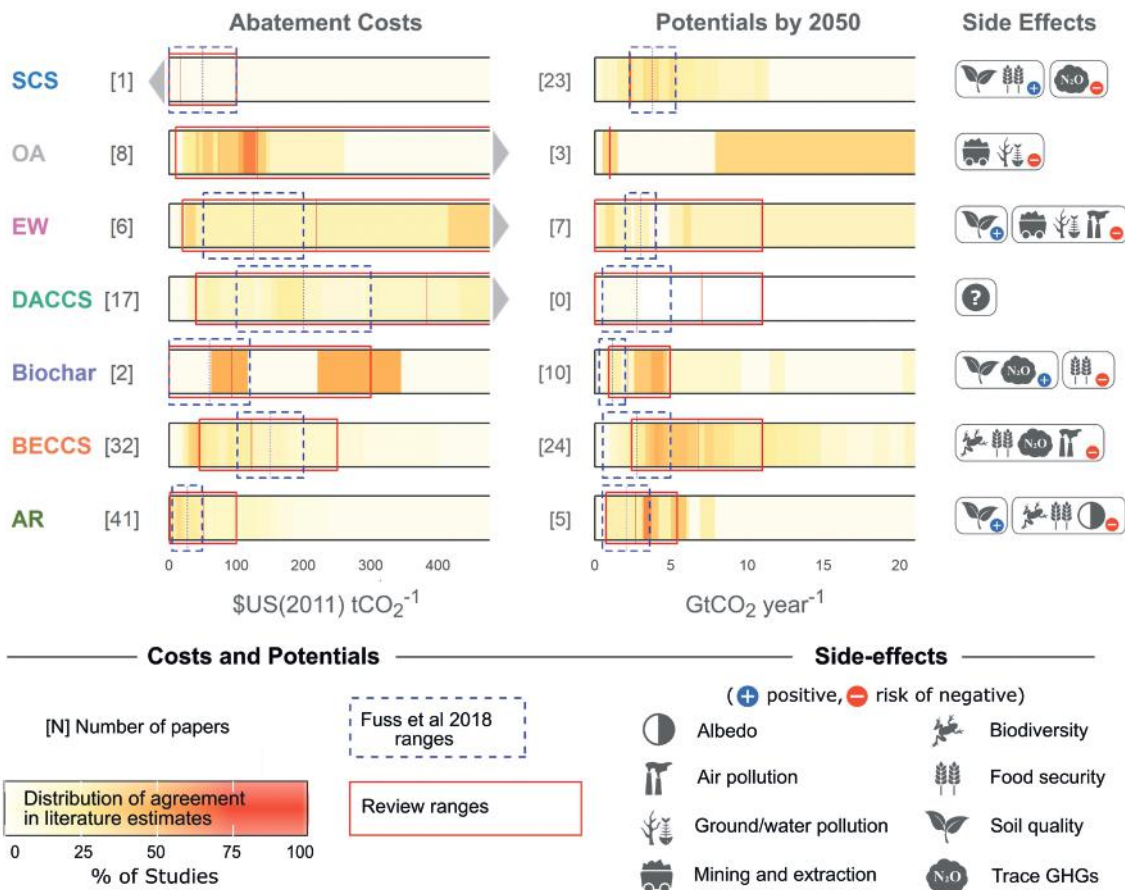 Abatement Costs Potentials by 2050 Side Effects
SCS [1] [23] N₂O
OA [8] [3]
EW [6] [7]
DACCS [17] [0] ?
Biochar [2] [10] N₂O
BECCS [32] [24] N₂O
AR [41] [5]
0 100 200 300 400 0 5 10 15 20
$US(2011) tCO₂⁻¹ GtCO₂ year⁻¹
Costs and Potentials Side-effects
(+ positive, − risk of negative)
[N] Number of papers
Fuss et al 2018
ranges
Distribution of agreement
in literature estimates
0 25 50 75 100
% of Studies
Review ranges
Albedo Biodiversity
Air pollution Food security
Ground/water pollution Soil quality
Mining and extraction N₂O Trace GHGs